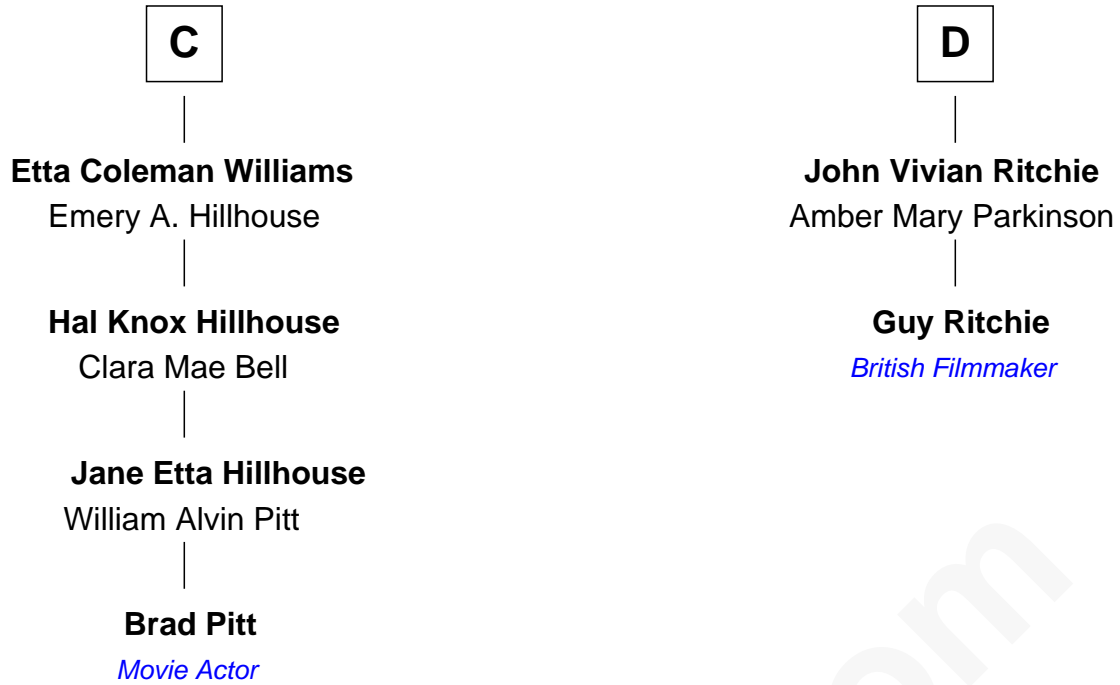 C
Etta Coleman Williams
Emery A. Hillhouse
Hal Knox Hillhouse
Clara Mae Bell
Jane Etta Hillhouse
William Alvin Pitt
Brad Pitt
Movie Actor
D
John Vivian Ritchie
Amber Mary Parkinson
Guy Ritchie
British Filmmaker
om